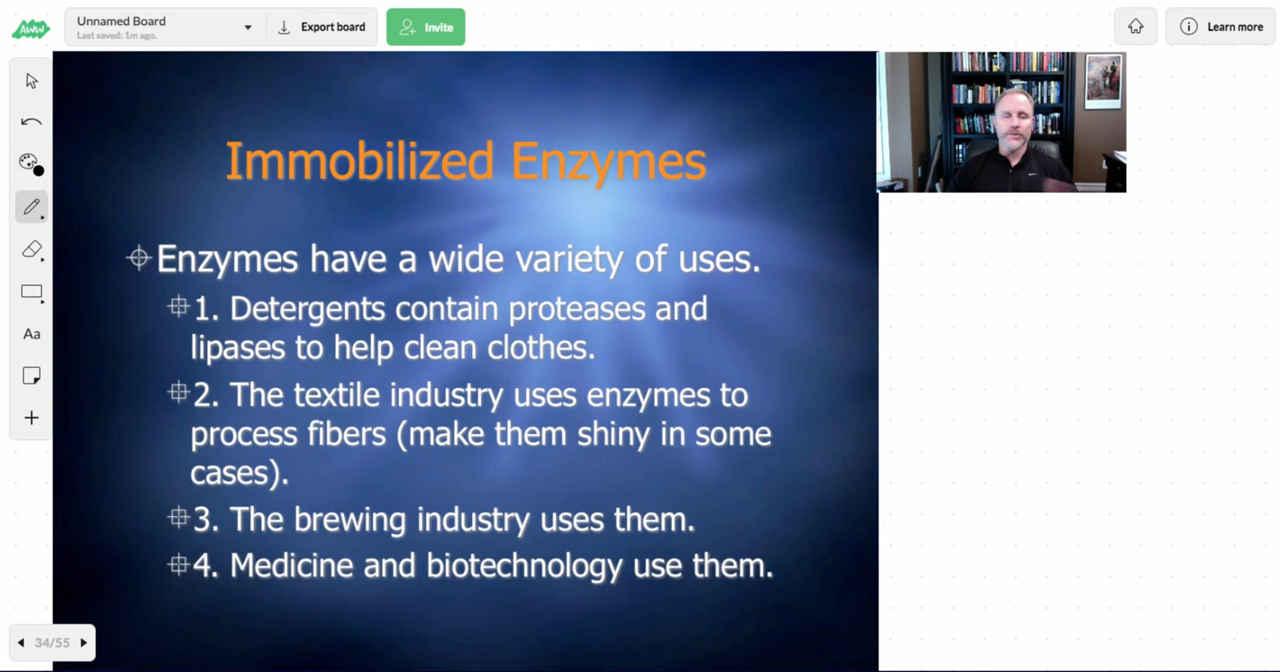 AWW
Unnamed Board
Last saved: 1m ago.
Export board
Invite
Learn more
Immobilized Enzymes
Enzymes have a wide variety of uses.
1. Detergents contain proteases and
lipases to help clean clothes.
2. The textile industry uses enzymes to
process fibers (make them shiny in some
cases).
3. The brewing industry uses them.
4. Medicine and biotechnology use them.
Aa
34/55